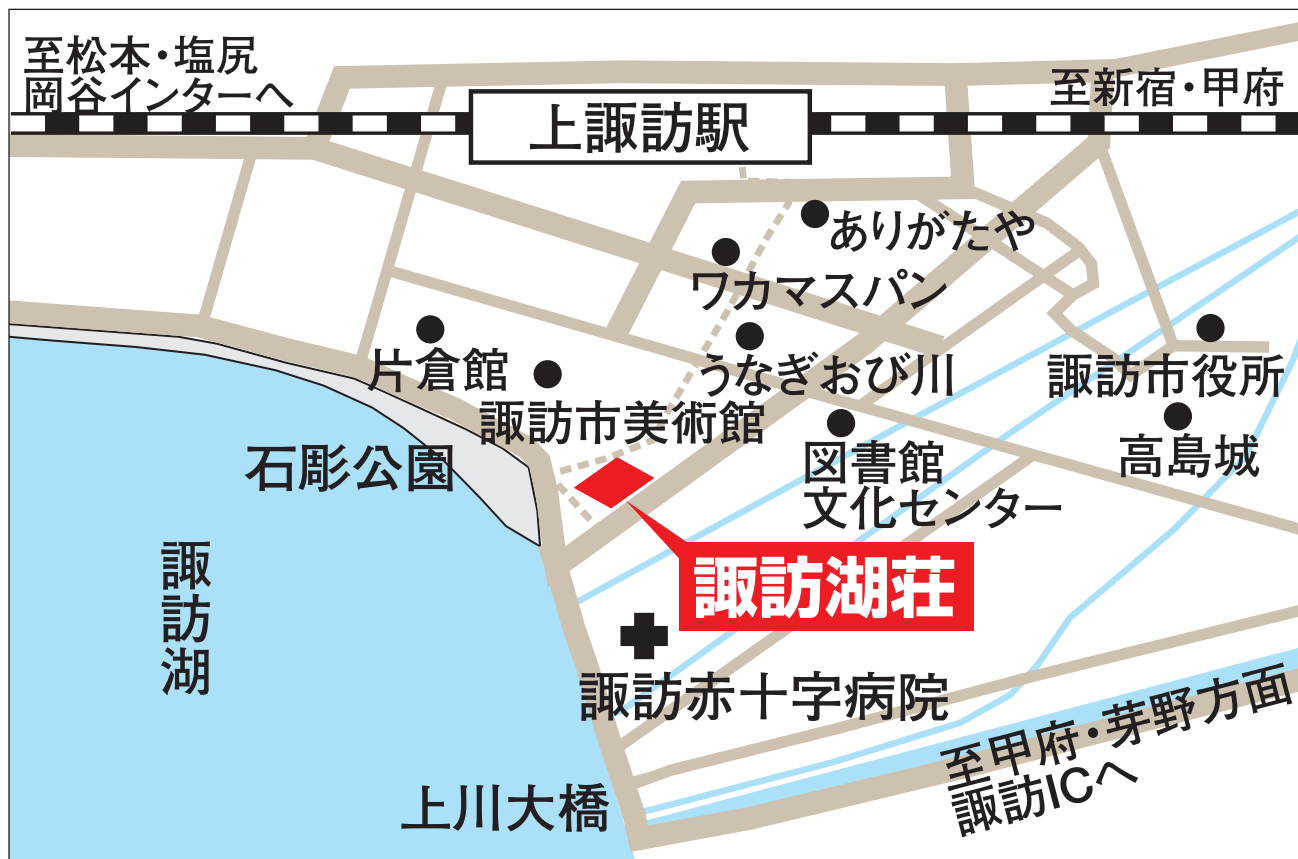 至松本・塩尻
岡谷インターへ
至新宿・甲府
上諏訪駅
ありがたや
ワカマスパン
うなぎおび川
片倉館
諏訪市美術館
諏訪市役所
高島城
図書館
文化センター
石彫公園
諏訪湖
諏訪湖荘
諏訪赤十字病院
至甲府・茅野方面
諏訪ICへ
上川大橋